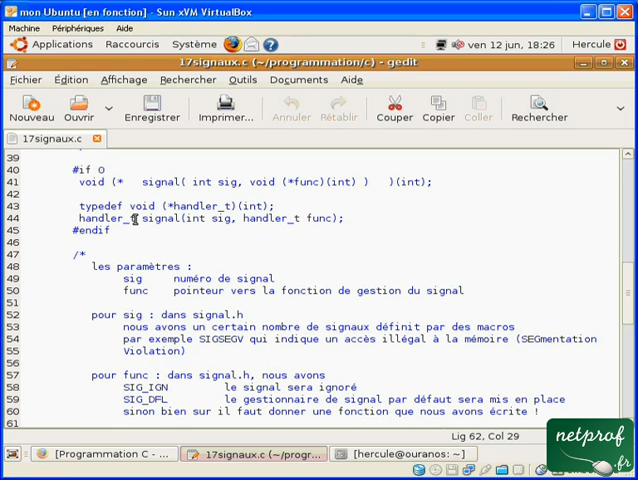 mon Ubuntu [en fonction] - Sun xVM VirtualBox
Machine Périphériques Aide
Applications Raccourcis Système ven 12 jun, 18:26 Hercule
17signaux.c (~/programmation/c) - gedit
Fichier Édition Affichage Rechercher Outils Documents Aide
Nouveau Ouvrir Enregistrer Imprimer... Annuler Rétablir Couper Copier Rechercher
17signaux.c
39
40 #if 0
41 void (* signal( int sig, void (*func)(int) ) )(int);
42
43 typedef void (*handler_t)(int);
44 handler_t signal(int sig, handler_t func);
45 #endif
46
47 /*
48 les paramètres :
49 sig numéro de signal
50 func pointeur vers la fonction de gestion du signal
51
52 pour sig : dans signal.h
53 nous avons un certain nombre de signaux définit par des macros
54 par exemple SIGSEGV qui indique un accès illégal à la mémoire (SEGmentation
55 Violation)
56
57 pour func : dans signal.h, nous avons
58 SIG_IGN le signal sera ignoré
59 SIG_DFL le gestionnaire de signal par défaut sera mis en place
60 sinon bien sur il faut donner une fonction que nous avons écrite !
61
Lig 62, Col 29
[Programmation C - ... 17signaux.c (~/progr... [hercule@ouranos: ~]
Ctrl
netprof
.fr